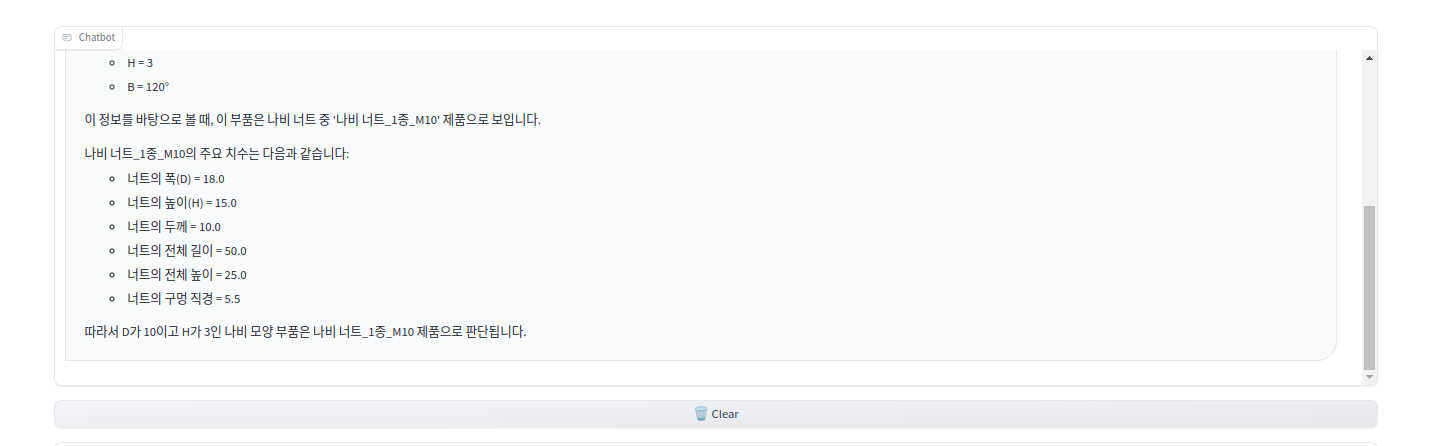 Chatbot
H = 3
B = 120°
이 정보를 바탕으로 볼 때, 이 부품은 나비 너트 중 '나비 너트_1종_M10' 제품으로 보입니다.
나비 너트_1종_M10의 주요 치수는 다음과 같습니다:
너트의 폭(D) = 18.0
너트의 높이(H) = 15.0
너트의 두께 = 10.0
너트의 전체 길이 = 50.0
너트의 전체 높이 = 25.0
너트의 구멍 직경 = 5.5
따라서 D가 10이고 H가 3인 나비 모양 부품은 나비 너트_1종_M10 제품으로 판단됩니다.
Clear